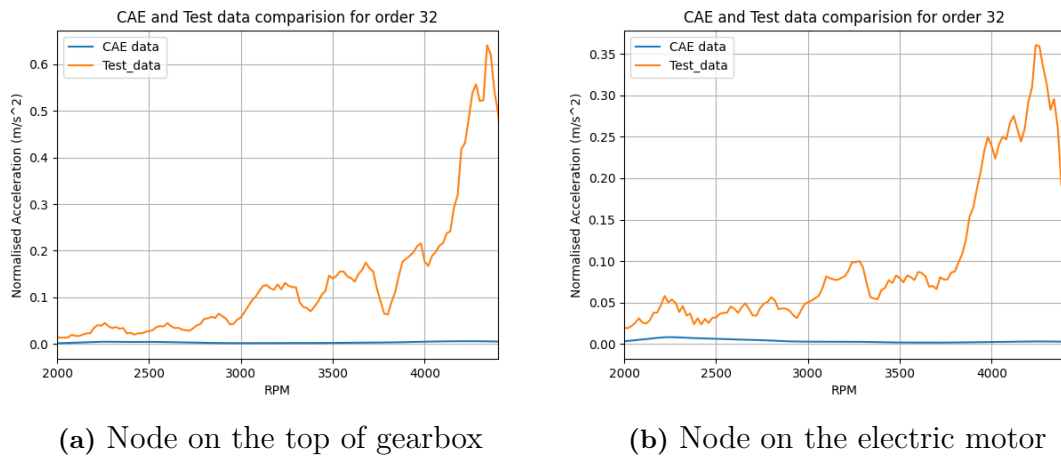 CAE and Test data comparision for order 32
CAE data
Test_data
0.6
0.5
0.4
0.3
0.2
0.1
0.0
Normalised Acceleration (m/s^2)
2000 2500 3000 3500 4000
RPM
(a) Node on the top of gearbox
CAE and Test data comparision for order 32
CAE data
Test_data
0.35
0.30
0.25
0.20
0.15
0.10
0.05
0.00
Normalised Acceleration (m/s^2)
2000 2500 3000 3500 4000
RPM
(b) Node on the electric motor